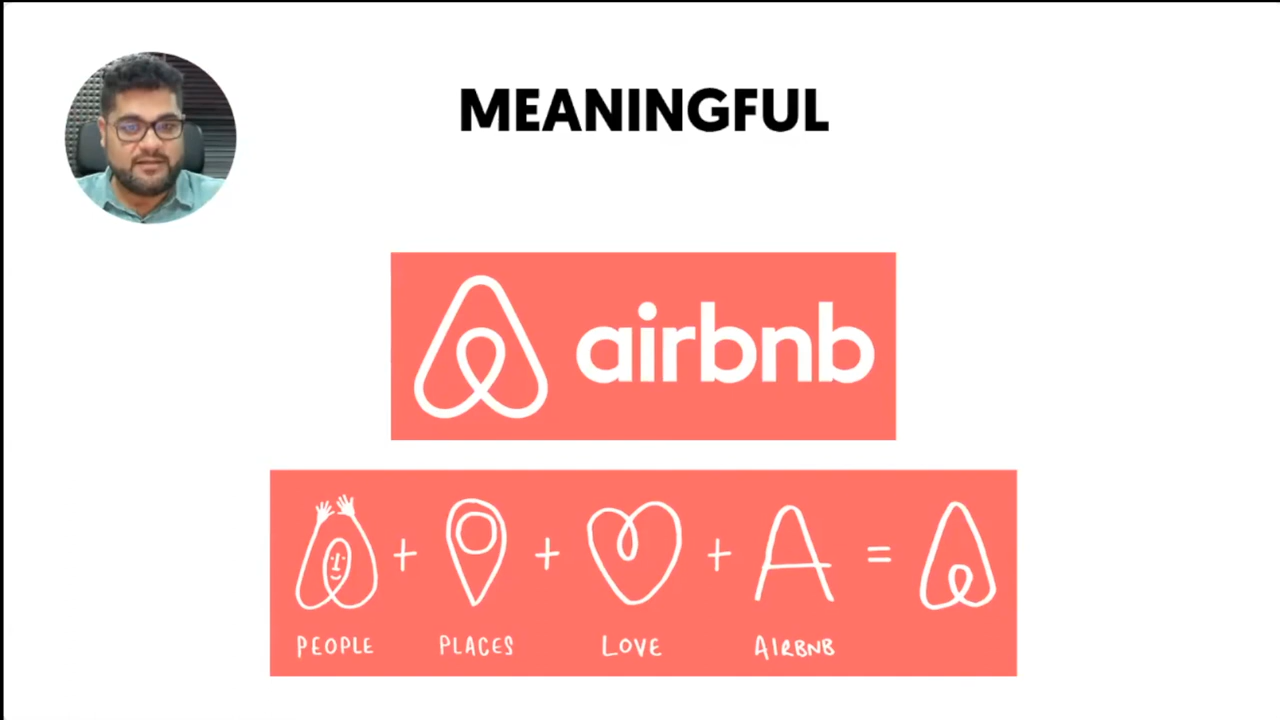 MEANINGFUL
airbnb
+ + + =
PEOPLE PLACES LOVE AIRBNB